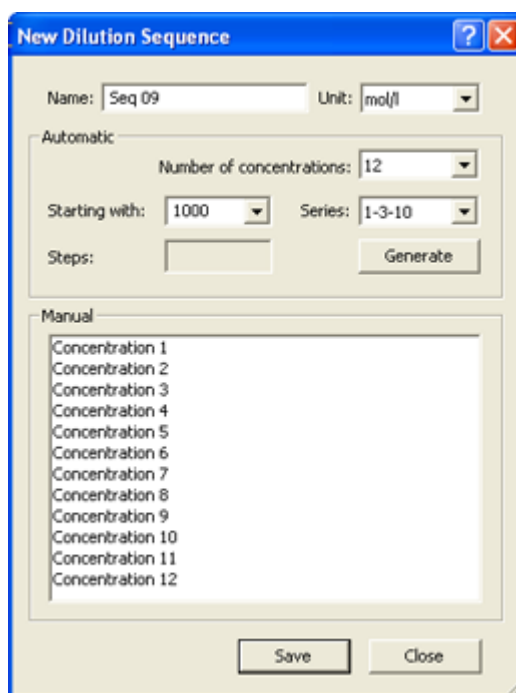 New Dilution Sequence
Name: Seq 09 Unit: mol/l
Automatic
Number of concentrations: 12
Starting with: 1000 Series: 1-3-10
Steps: Generate
Manual
Concentration 1
Concentration 2
Concentration 3
Concentration 4
Concentration 5
Concentration 6
Concentration 7
Concentration 8
Concentration 9
Concentration 10
Concentration 11
Concentration 12
Save Close